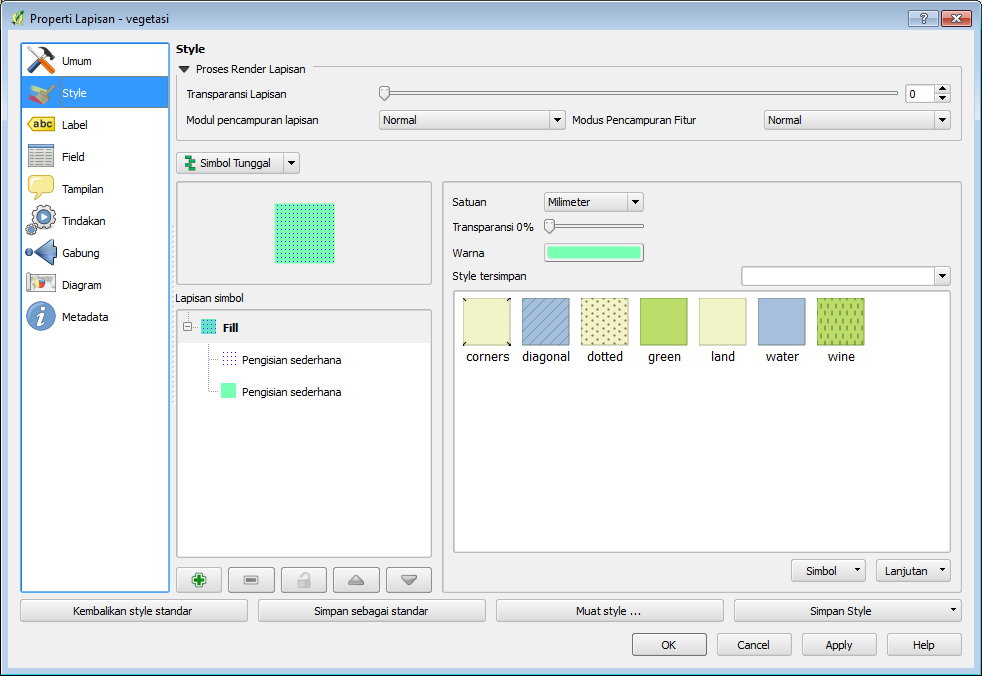 Properti Lapisan - vegetasi
Umum
Style
abc Label
Field
Tampilan
Tindakan
Gabung
Diagram
Metadata
Style
Proses Render Lapisan
Transparansi Lapisan 0
Modul pencampuran lapisan Normal Modus Pencampuran Fitur Normal
Simbol Tunggal
Lapisan simbol
Fill
Pengisian sederhana
Pengisian sederhana
Satuan Milimeter
Transparansi 0%
Warna
Style tersimpan
corners diagonal dotted green land water wine
Simbol Lanjutan
Kembalikan style standar Simpan sebagai standar Muat style ... Simpan Style
OK Cancel Apply Help